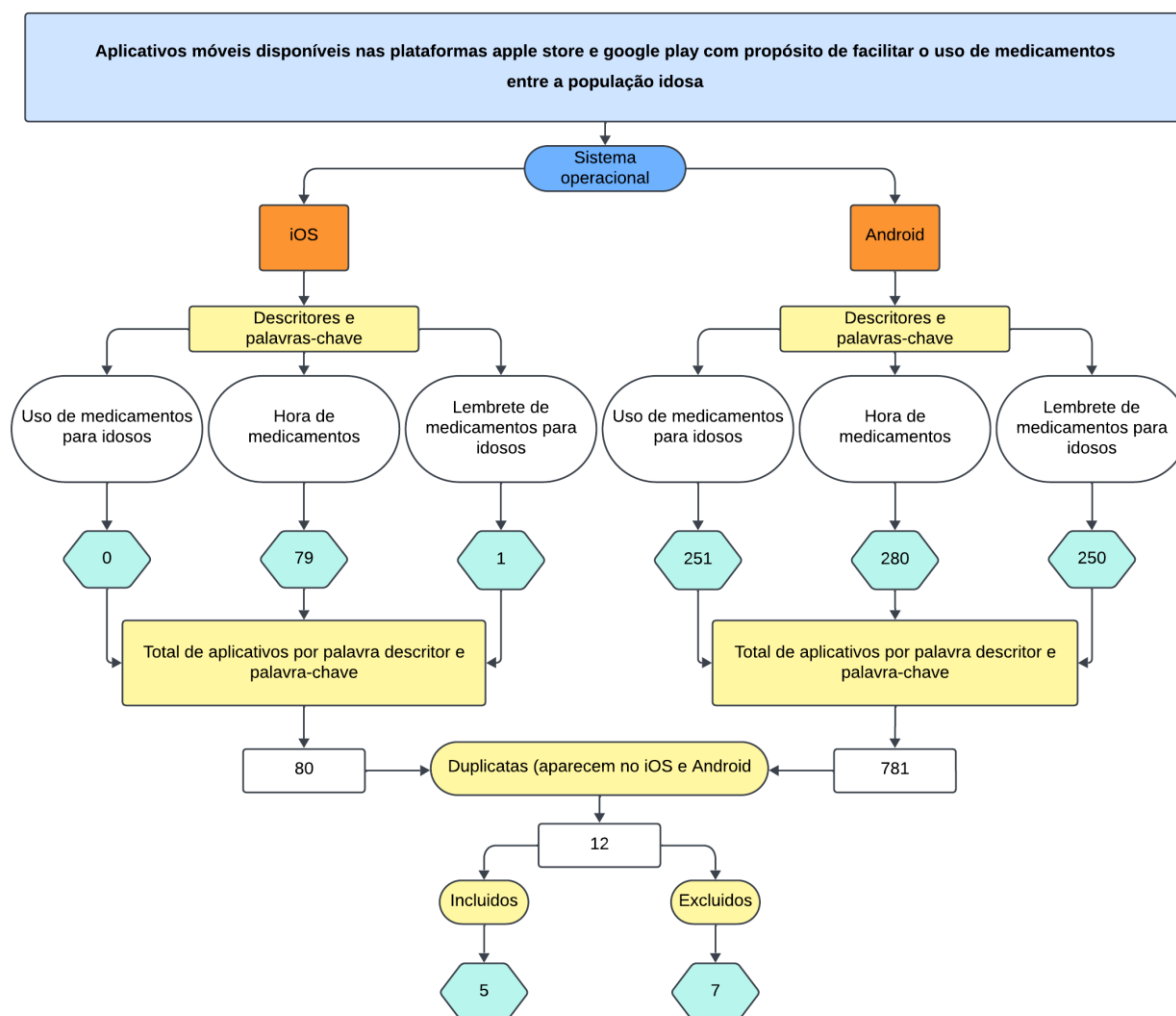 Aplicativos móveis disponíveis nas plataformas apple store e google play com propósito de facilitar o uso de medicamentos
entre a população idosa
Sistema
operacional
iOS
Android
Descritores e
palavras-chave
Descritores e
palavras-chave
Uso de medicamentos
para idosos
Hora de
medicamentos
Lembrete de
medicamentos para
idosos
Uso de medicamentos
para idosos
Hora de
medicamentos
Lembrete de
medicamentos para
idosos
0
79
1
251
280
250
Total de aplicativos por palavra descritor e
palavra-chave
Total de aplicativos por palavra descritor e
palavra-chave
80
Duplicatas (aparecem no iOS e Android
781
12
Incluidos
Excluidos
5
7